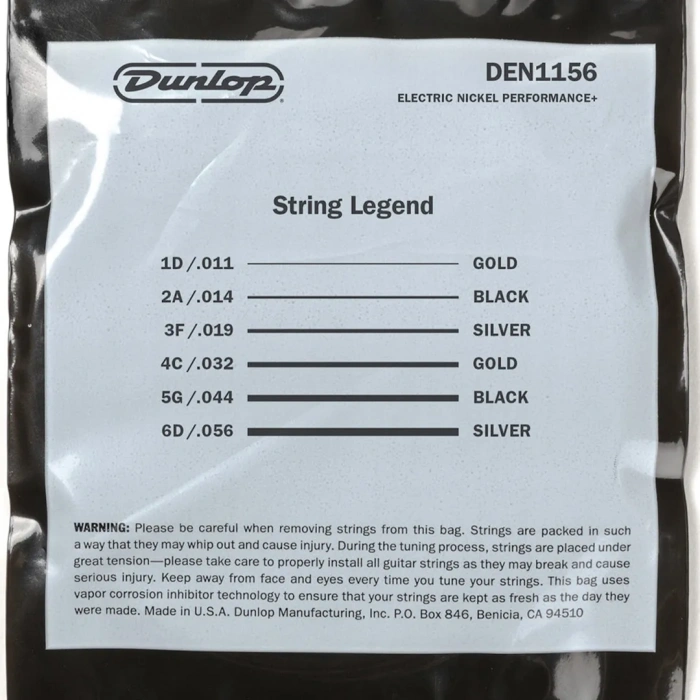 Dunlop®
DEN1156
ELECTRIC NICKEL PERFORMANCE+
String Legend
1D /.011 GOLD
2A /.014 BLACK
3F /.019 SILVER
4C /.032 GOLD
5G /.044 BLACK
6D /.056 SILVER
WARNING: Please be careful when removing strings from this bag. Strings are packed in such
a way that they may whip out and cause injury. During the tuning process, strings are placed under
great tension—please take care to properly install all guitar strings as they may break and cause
serious injury. Keep away from face and eyes every time you tune your strings. This bag uses
vapor corrosion inhibitor technology to ensure that your strings are kept as fresh as the day they
were made. Made in U.S.A. Dunlop Manufacturing, Inc. P.O. Box 846, Benicia, CA 94510